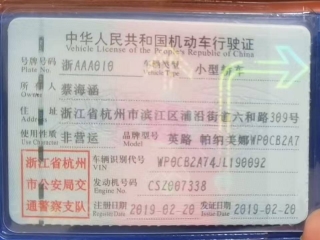 中华人民共和国机动车行驶证
Vehicle License of the People's Republic of China
号牌号码 浙AAA610 车辆类型 小型轿车
Plate No. Vehicle Type
所有人 蔡海涵
Owner
住址 浙江省杭州市滨江区浦沿街道六和路309号
Address
使用性质 非营运 品牌型号 英路 帕纳美娜WP0CB2A7
Use Character Model
浙江省杭州 车辆识别代号 WP0CB2A74JL190092
VIN
市公安局交 发动机号码 CSZ007338
Engine No.
通警察支队 注册日期 2019-02-20 发证日期 2019-02-20
Register Date Issue Date